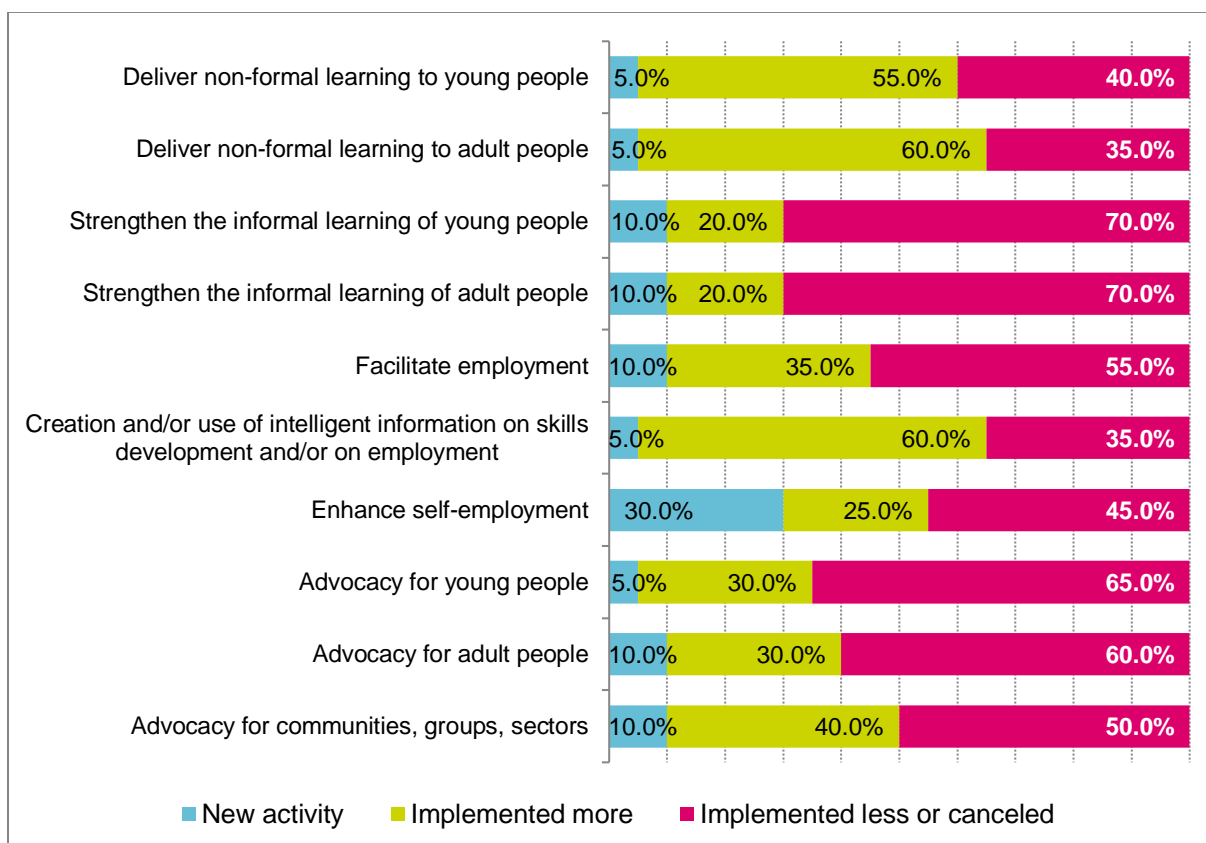 Deliver non-formal learning to young people 5.0% 55.0% 40.0%
Deliver non-formal learning to adult people 5.0% 60.0% 35.0%
Strengthen the informal learning of young people 10.0% 20.0% 70.0%
Strengthen the informal learning of adult people 10.0% 20.0% 70.0%
Facilitate employment 10.0% 35.0% 55.0%
Creation and/or use of intelligent information on skills
development and/or on employment 5.0% 60.0% 35.0%
Enhance self-employment 30.0% 25.0% 45.0%
Advocacy for young people 5.0% 30.0% 65.0%
Advocacy for adult people 10.0% 30.0% 60.0%
Advocacy for communities, groups, sectors 10.0% 40.0% 50.0%
New activity Implemented more Implemented less or canceled